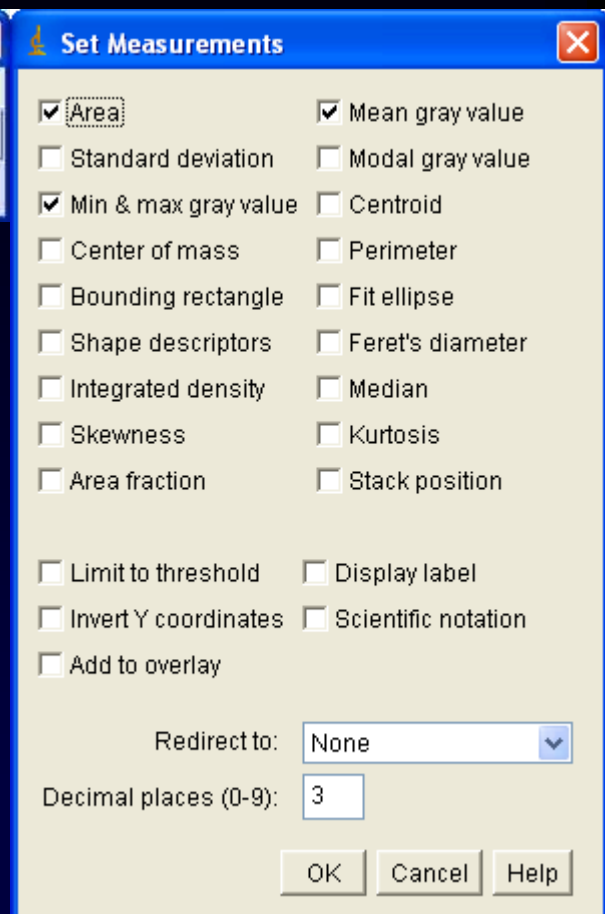 Set Measurements
Area Mean gray value
Standard deviation Modal gray value
Min & max gray value Centroid
Center of mass Perimeter
Bounding rectangle Fit ellipse
Shape descriptors Feret's diameter
Integrated density Median
Skewness Kurtosis
Area fraction Stack position
Limit to threshold Display label
Invert Y coordinates Scientific notation
Add to overlay
Redirect to: None
Decimal places (0-9): 3
OK Cancel Help